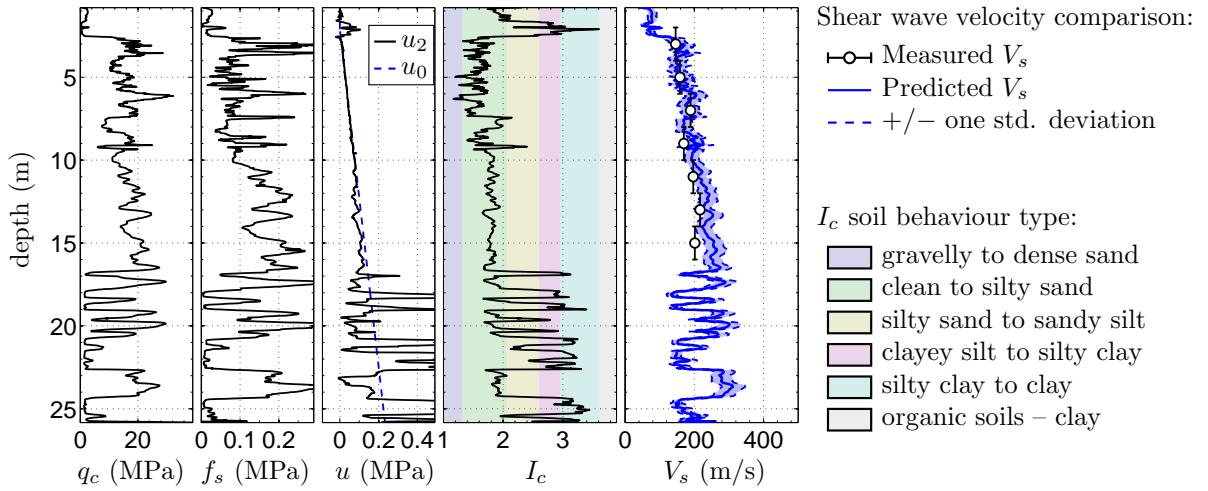 Shear wave velocity comparison:
Measured V_s
Predicted V_s
+/− one std. deviation
u_2
u_0
5
10
15
20
25
depth (m)
I_c soil behaviour type:
gravelly to dense sand
clean to silty sand
silty sand to sandy silt
clayey silt to silty clay
silty clay to clay
organic soils – clay
0 20 0 0.1 0.2 0 0.2 0.4 1 2 3 0 200 400
q_c (MPa) f_s (MPa) u (MPa) I_c V_s (m/s)